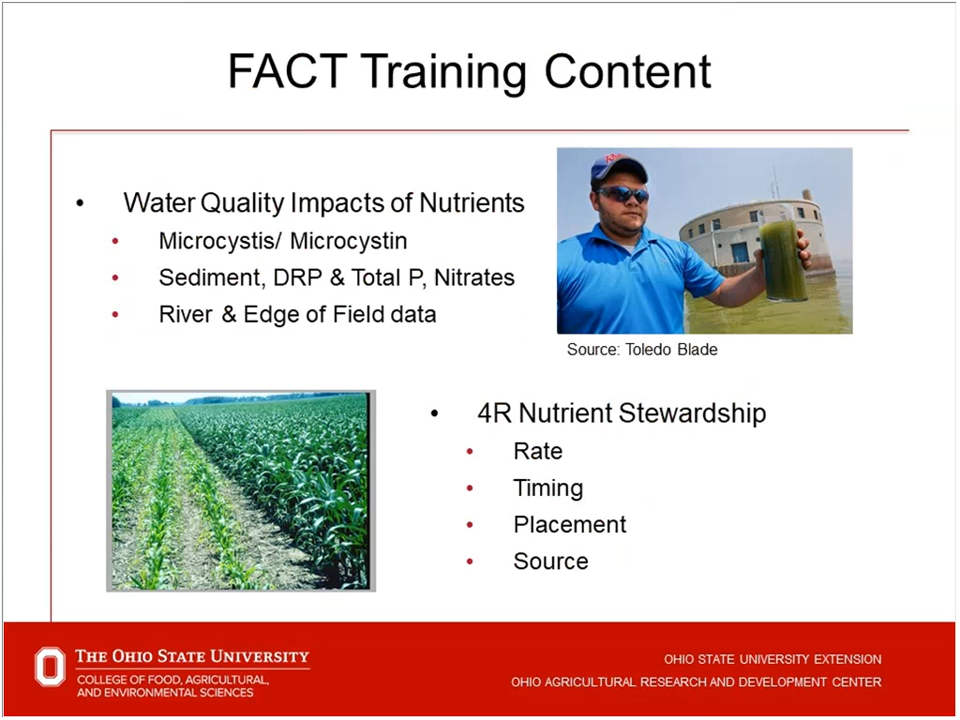 FACT Training Content
• Water Quality Impacts of Nutrients
• Microcystis/ Microcystin
• Sediment, DRP & Total P, Nitrates
• River & Edge of Field data
Source: Toledo Blade
• 4R Nutrient Stewardship
• Rate
• Timing
• Placement
• Source
THE OHIO STATE UNIVERSITY
COLLEGE OF FOOD, AGRICULTURAL,
AND ENVIRONMENTAL SCIENCES
OHIO STATE UNIVERSITY EXTENSION
OHIO AGRICULTURAL RESEARCH AND DEVELOPMENT CENTER